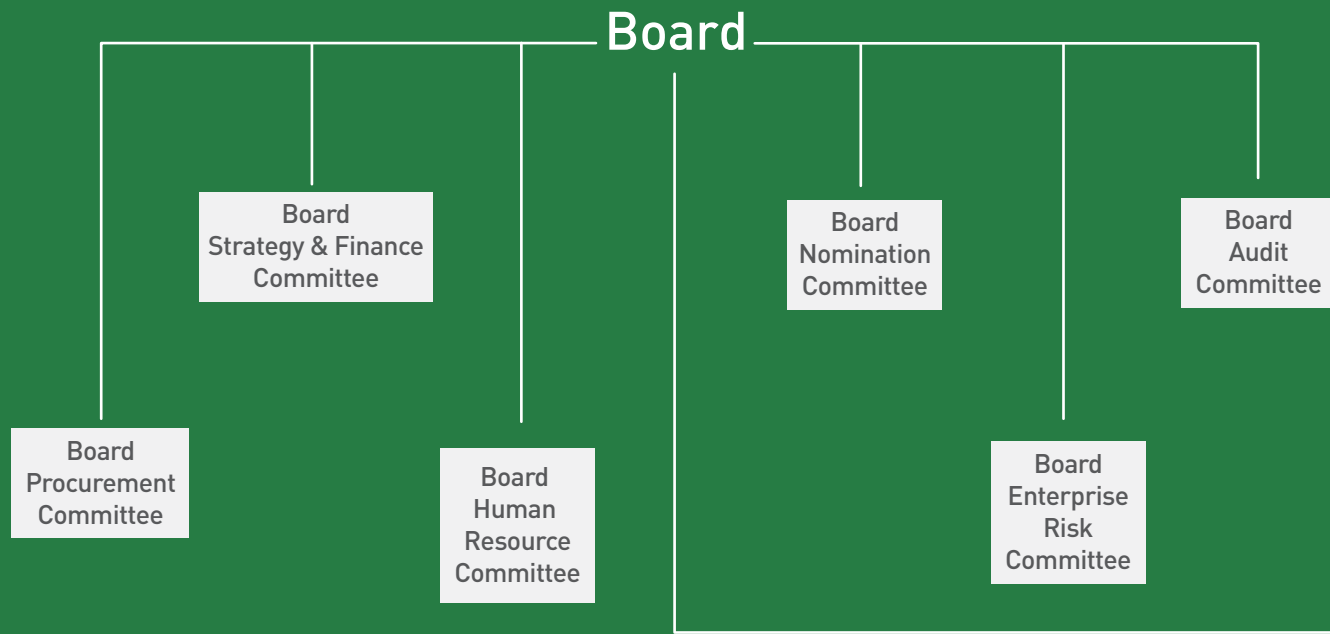 Board
Board
Strategy & Finance
Committee
Board
Nomination
Committee
Board
Audit
Committee
Board
Procurement
Committee
Board
Human
Resource
Committee
Board
Enterprise
Risk
Committee